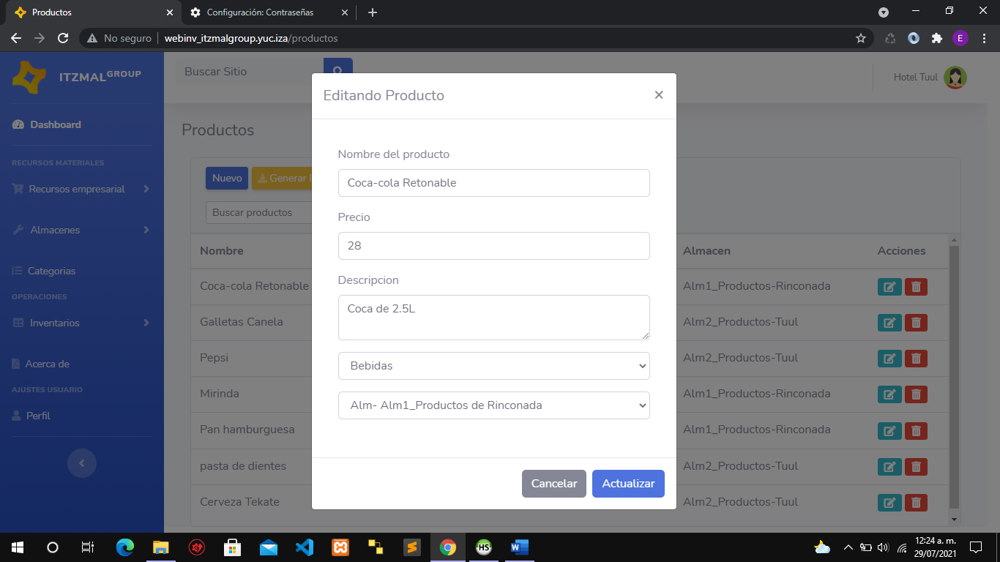 Productos
Configuración: Contraseñas
No seguro
webinv_itzmalgroup.yuc.iza/productos
E
ITZMAL GROUP
Buscar Sitio
Hotel Tuul
Dashboard
RECURSOS MATERIALES
Recursos empresarial
Almacenes
Categorias
OPERACIONES
Inventarios
Acerca de
AJUSTES USUARIO
Perfil
Productos
Nuevo
Generar
Buscar productos
Nombre
Almacen
Acciones
Coca-cola Retonable
Alm1_Productos-Rinconada
Galletas Canela
Alm2_Productos-Tuul
Pepsi
Alm2_Productos-Tuul
Mirinda
Alm1_Productos-Rinconada
Pan hamburguesa
Alm1_Productos-Rinconada
pasta de dientes
Alm2_Productos-Tuul
Cerveza Tekate
Alm2_Productos-Tuul
Editando Producto
Nombre del producto
Coca-cola Retonable
Precio
28
Descripcion
Coca de 2.5L
Bebidas
Alm- Alm1_Productos de Rinconada
Cancelar
Actualizar
HS
12:24 a. m.
29/07/2021